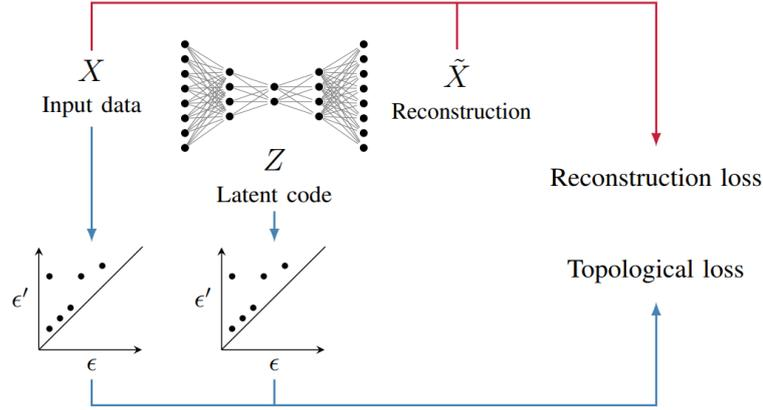 X
Input data
X̃
Reconstruction
Z
Latent code
Reconstruction loss
Topological loss
ϵ′
ϵ
ϵ′
ϵ